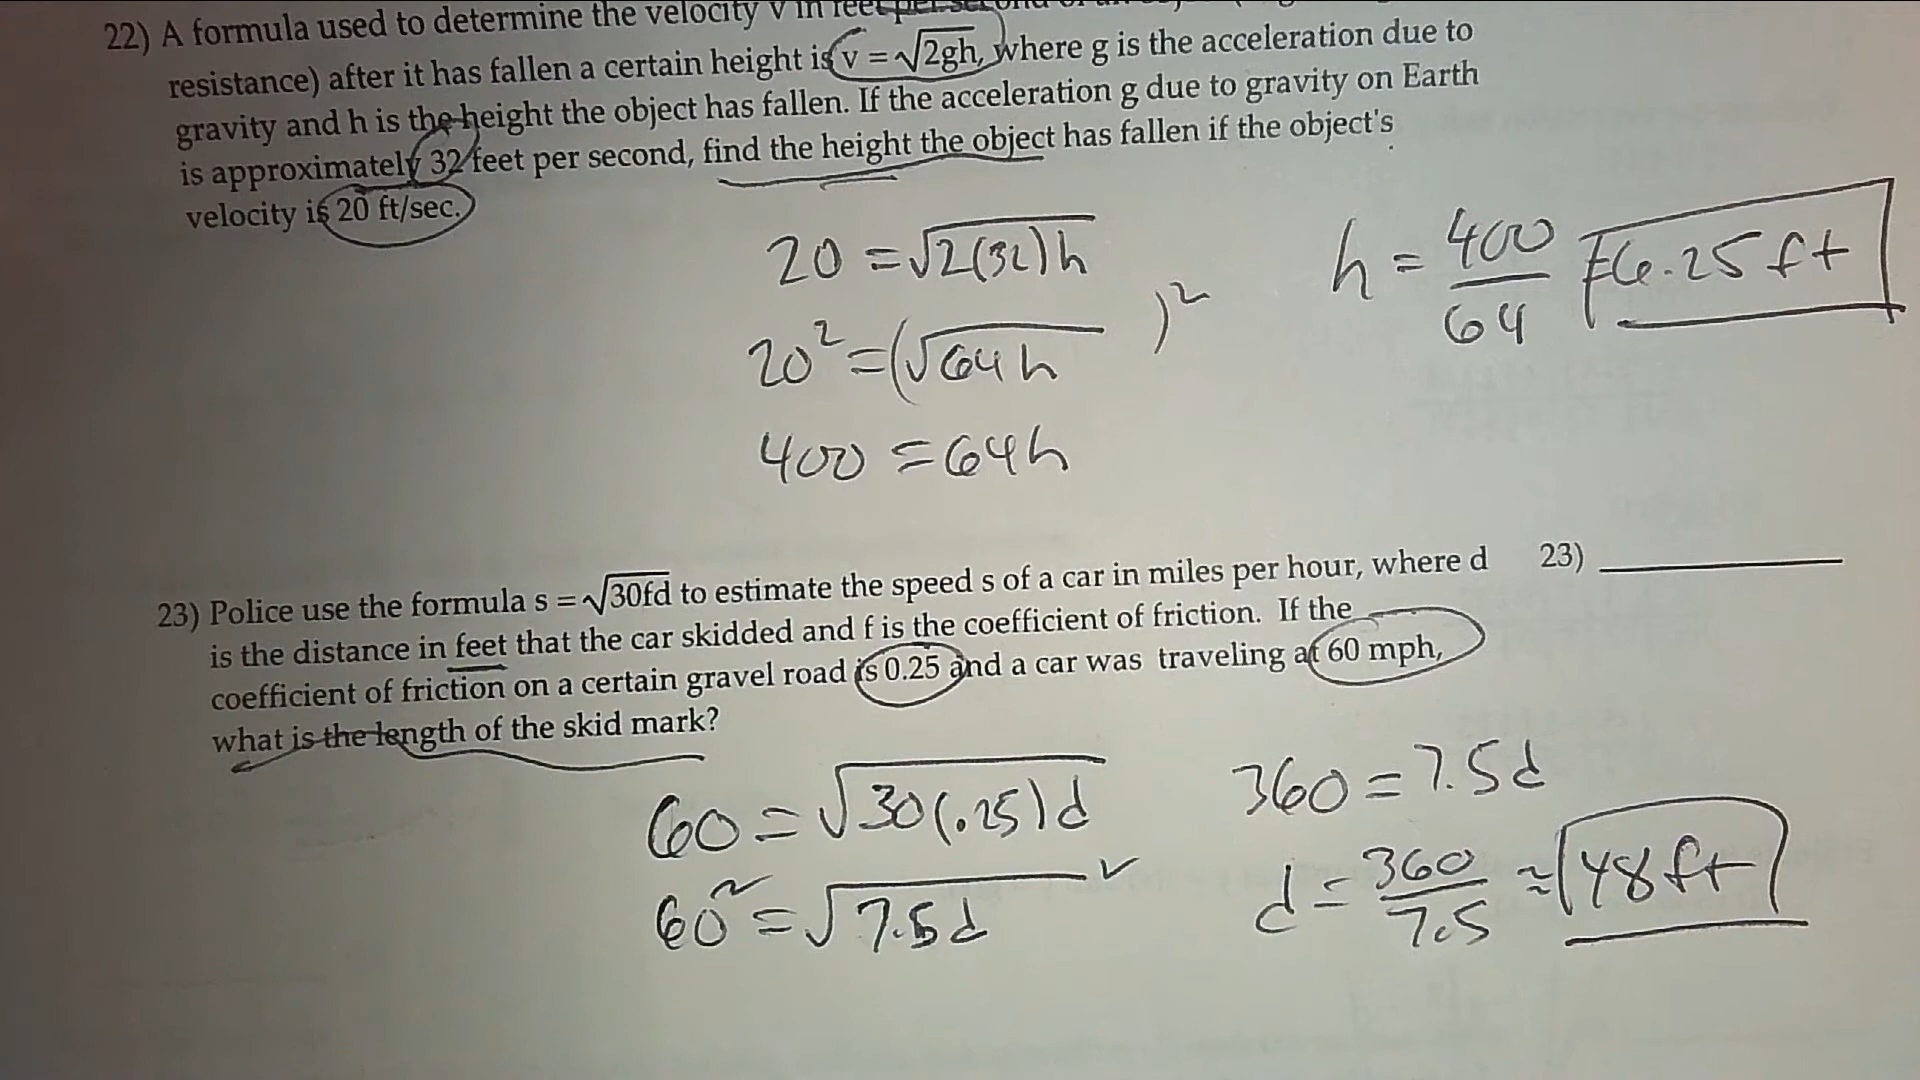 22) A formula used to determine the velocity v in feet per second of an
resistance) after it has fallen a certain height is v = √2gh, where g is the acceleration due to
gravity and h is the height the object has fallen. If the acceleration g due to gravity on Earth
is approximately 32 feet per second, find the height the object has fallen if the object's
velocity is 20 ft/sec.
20 = √2(32)h
20² = (√64h )²
400 = 64h
h = 400/64 = 6.25 ft
23) Police use the formula s = √30fd to estimate the speed s of a car in miles per hour, where d
is the distance in feet that the car skidded and f is the coefficient of friction. If the
coefficient of friction on a certain gravel road is 0.25 and a car was traveling at 60 mph,
what is the length of the skid mark?
23)
60 = √30(.25)d
60² = √7.5d ²
360 = 7.5d
d = 360/7.5 ≈ 48 ft